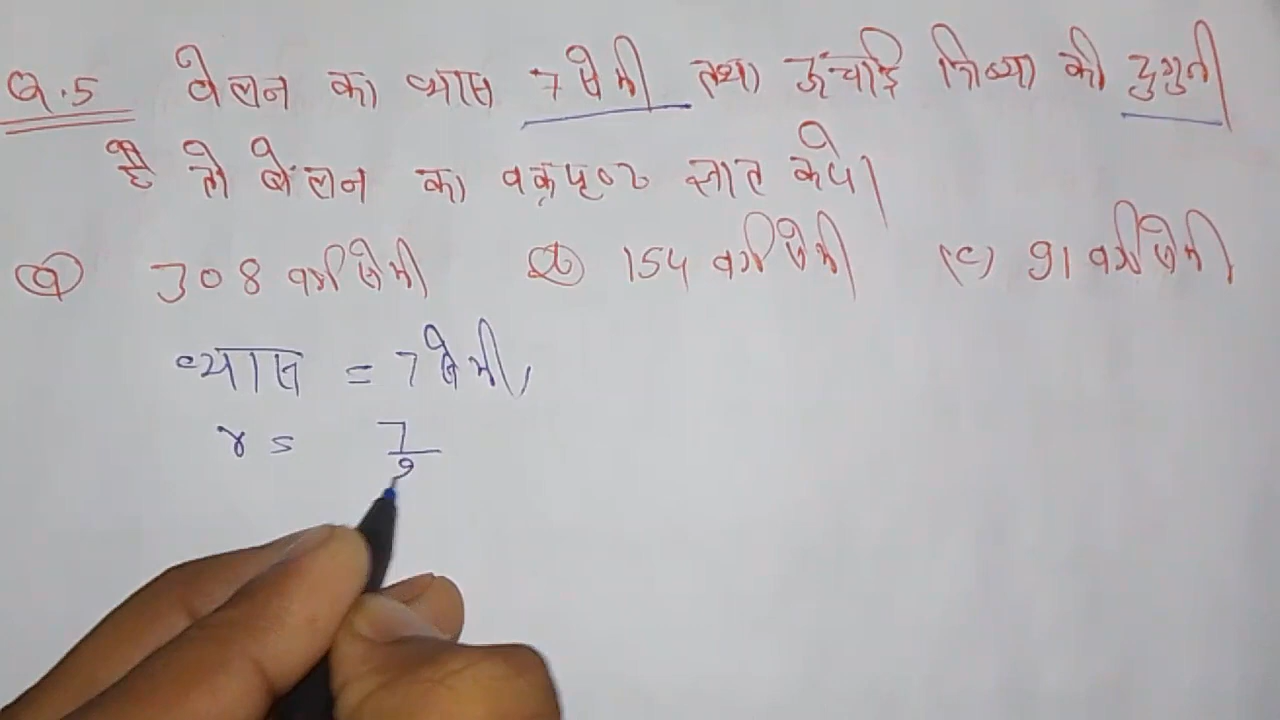 Q.5 वेलन का व्यास 7 सेमी तथा ऊंचाई त्रिज्या की दुगुनी
है तो बेलन का वक्रपृष्ठ ज्ञात करे।
(a) 308 वर्ग सेमी (b) 154 वर्ग सेमी (c) 91 वर्ग सेमी
व्यास = 7 सेमी,
r = 7/2